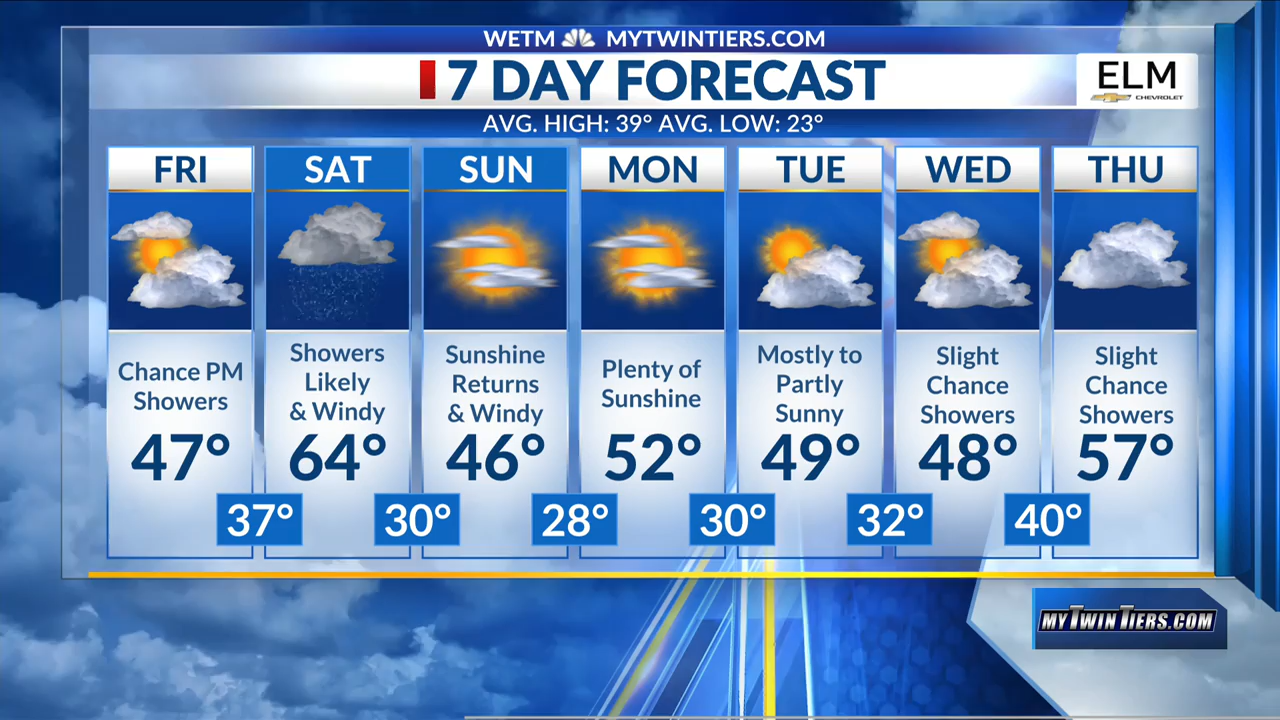 WETM MYTWINTIERS.COM
7 DAY FORECAST
ELM
CHEVROLET
AVG. HIGH: 39° AVG. LOW: 23°
FRI
Chance PM
Showers
47°
37°
SAT
Showers
Likely
& Windy
64°
30°
SUN
Sunshine
Returns
& Windy
46°
28°
MON
Plenty of
Sunshine
52°
30°
TUE
Mostly to
Partly
Sunny
49°
32°
WED
Slight
Chance
Showers
48°
40°
THU
Slight
Chance
Showers
57°
MYTWINTIERS.COM